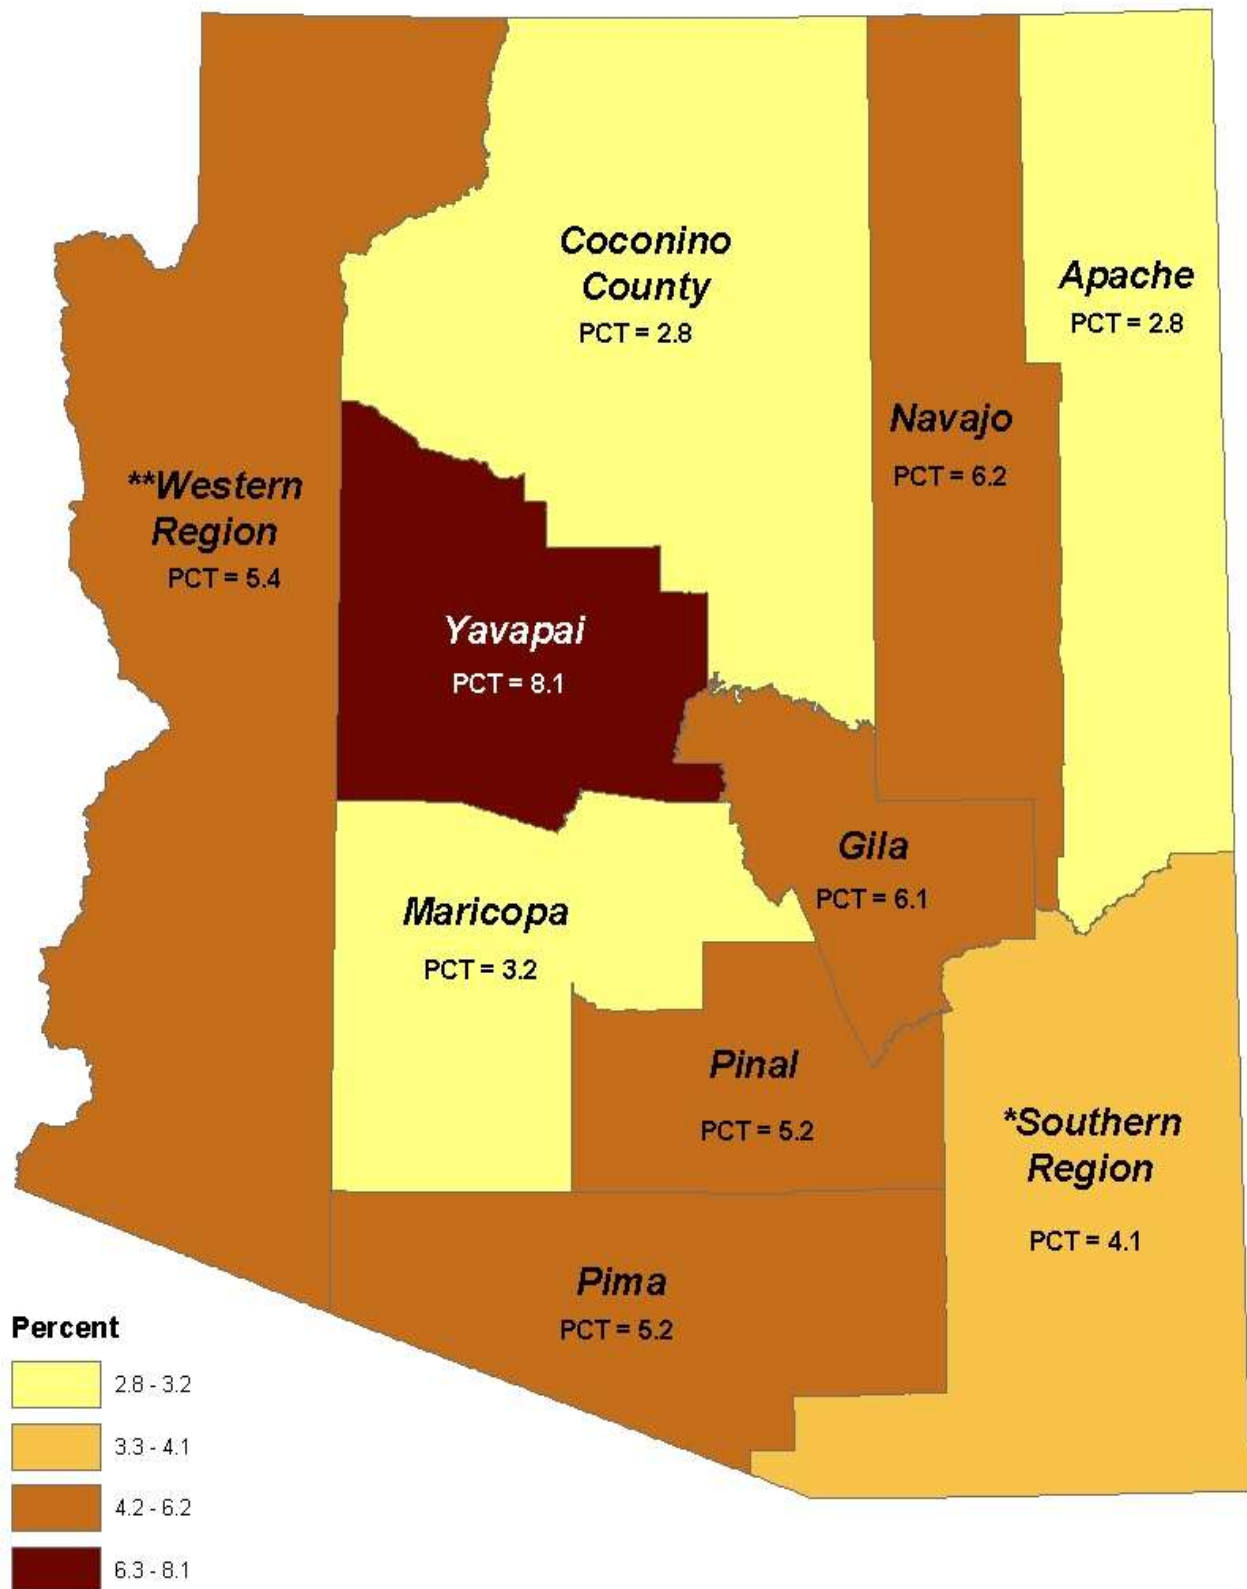 Coconino
County
PCT = 2.8
Apache
PCT = 2.8
Navajo
PCT = 6.2
**Western
Region
PCT = 5.4
Yavapai
PCT = 8.1
Gila
PCT = 6.1
Maricopa
PCT = 3.2
Pinal
PCT = 5.2
*Southern
Region
PCT = 4.1
Pima
PCT = 5.2
Percent
2.8 - 3.2
3.3 - 4.1
4.2 - 6.2
6.3 - 8.1